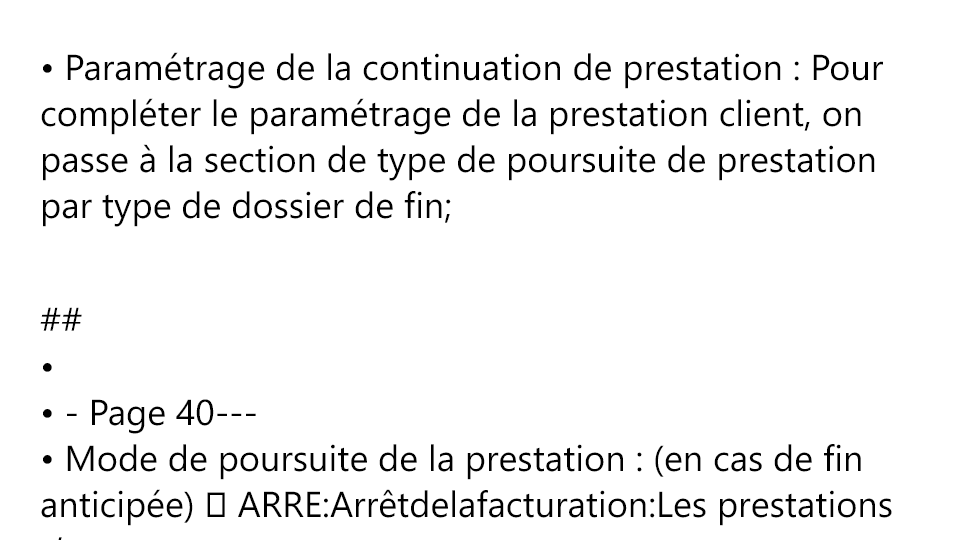 • Paramétrage de la continuation de prestation : Pour
compléter le paramétrage de la prestation client, on
passe à la section de type de poursuite de prestation
par type de dossier de fin;
##
•
• - Page 40---
• Mode de poursuite de la prestation : (en cas de fin
anticipée) ▯ ARRE:Arrêtdelafacturation:Les prestations